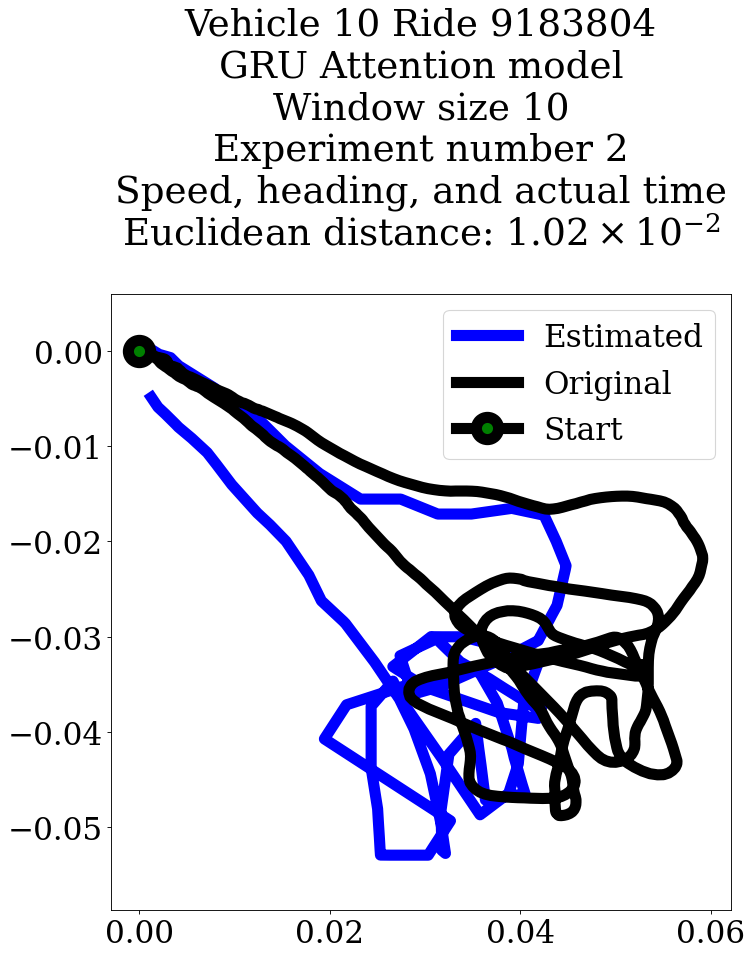 Vehicle 10 Ride 9183804
GRU Attention model
Window size 10
Experiment number 2
Speed, heading, and actual time
Euclidean distance: 1.02 × 10⁻²
Estimated
Original
Start
0.00
−0.01
−0.02
−0.03
−0.04
−0.05
0.00 0.02 0.04 0.06